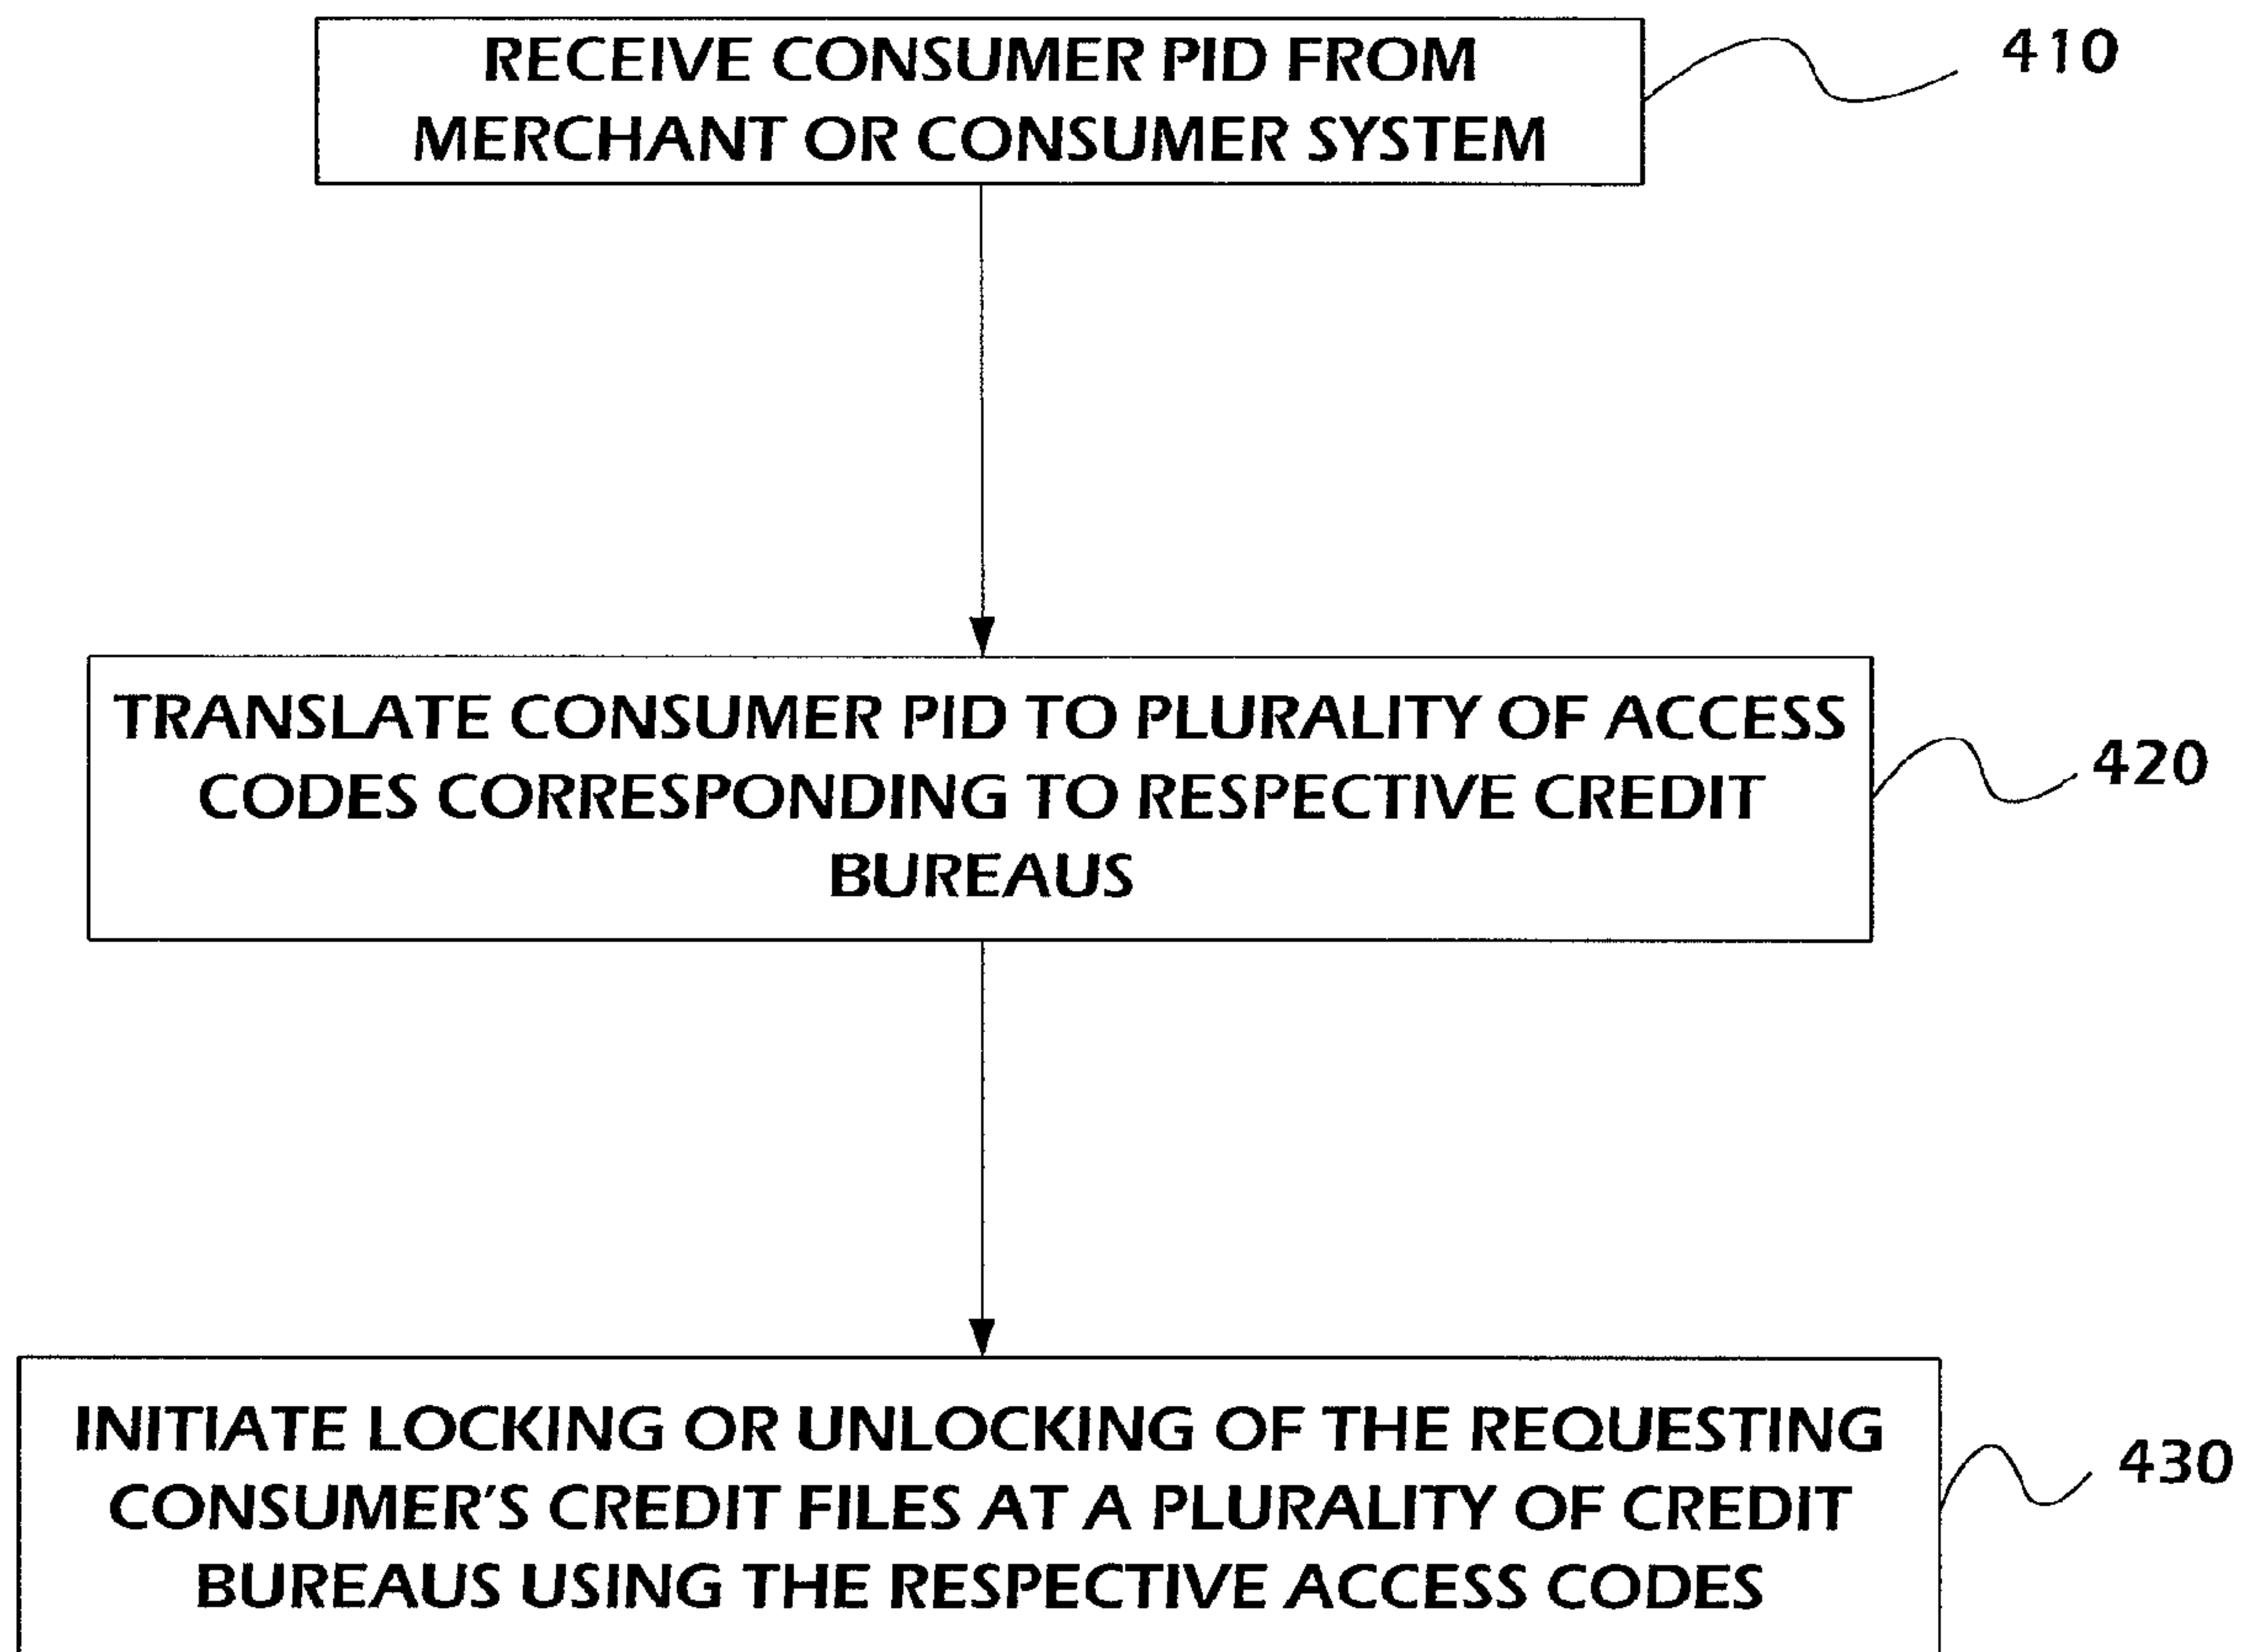 RECEIVE CONSUMER PID FROM
MERCHANT OR CONSUMER SYSTEM
410
TRANSLATE CONSUMER PID TO PLURALITY OF ACCESS
CODES CORRESPONDING TO RESPECTIVE CREDIT
BUREAUS
420
INITIATE LOCKING OR UNLOCKING OF THE REQUESTING
CONSUMER'S CREDIT FILES AT A PLURALITY OF CREDIT
BUREAUS USING THE RESPECTIVE ACCESS CODES
430